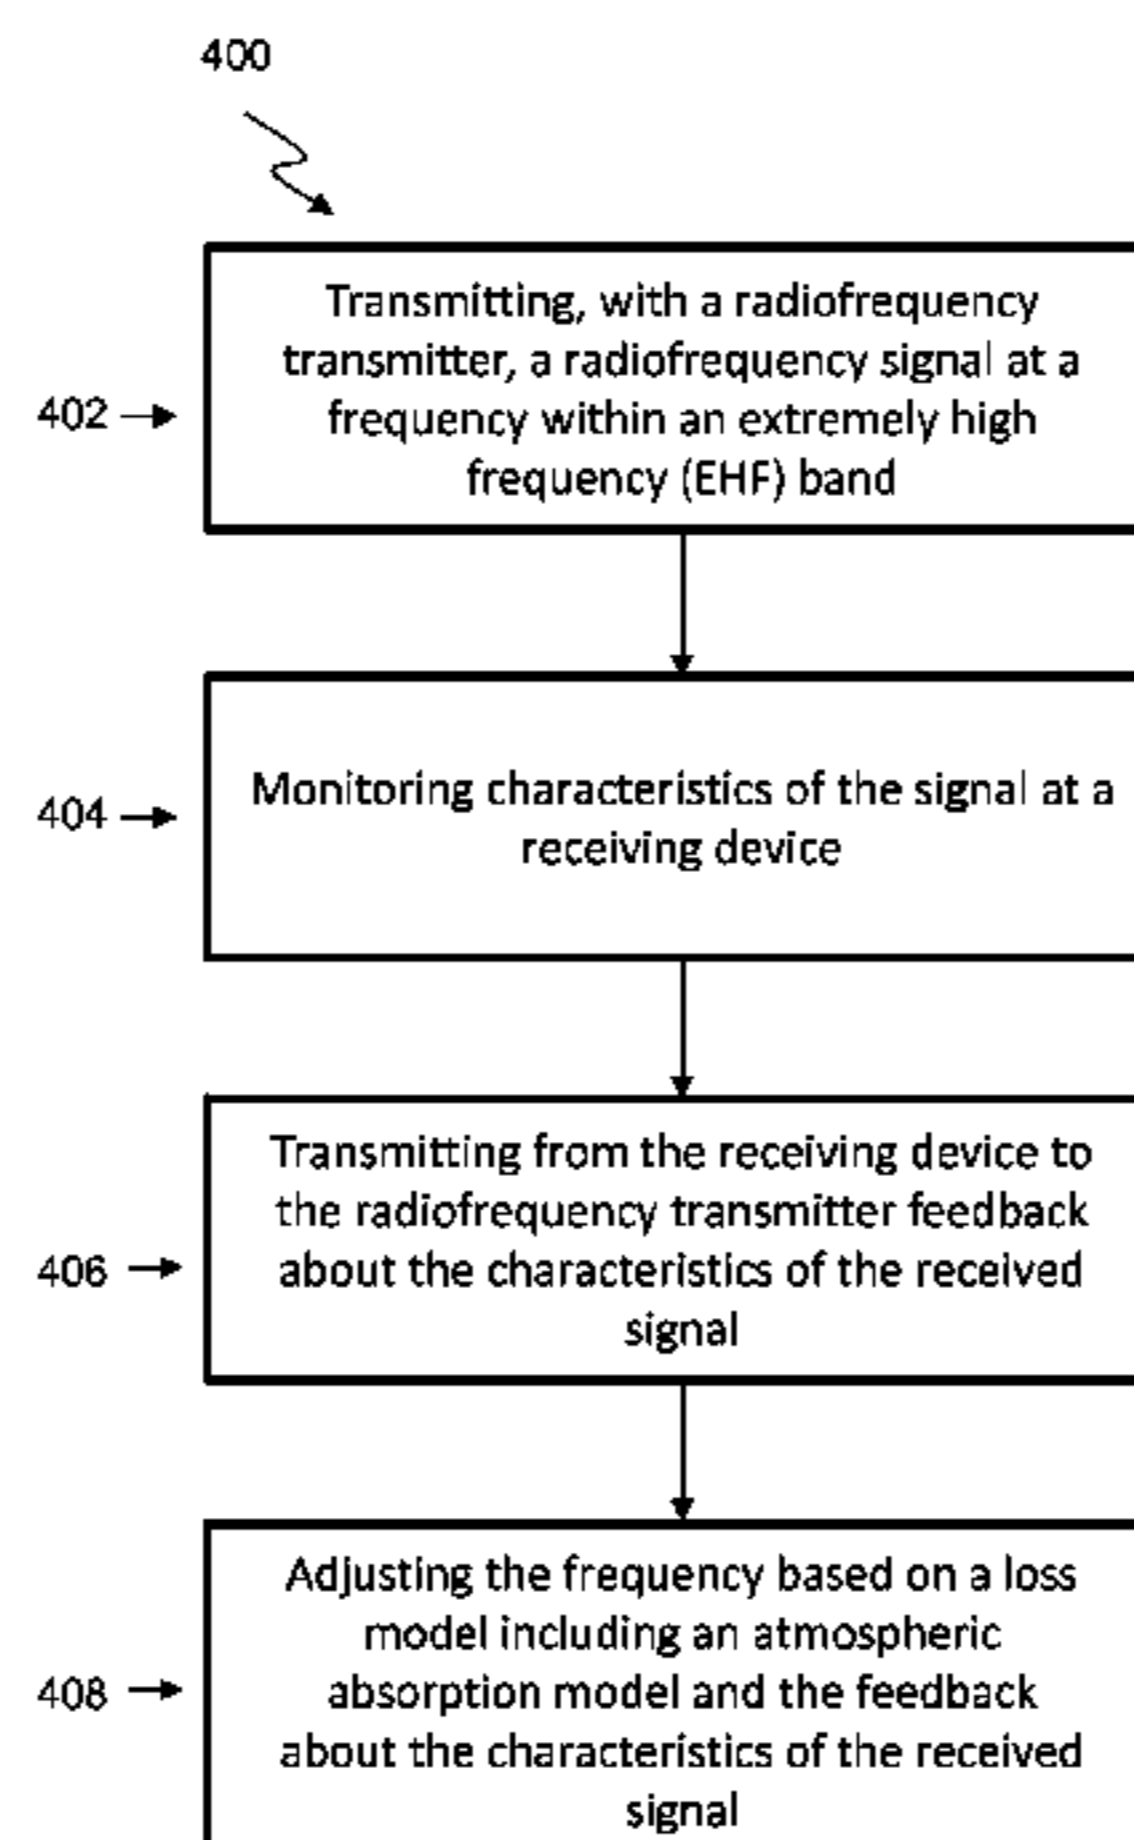 400
Transmitting, with a radiofrequency
transmitter, a radiofrequency signal at a
frequency within an extremely high
frequency (EHF) band
402
Monitoring characteristics of the signal at a
receiving device
404
Transmitting from the receiving device to
the radiofrequency transmitter feedback
about the characteristics of the received
signal
406
Adjusting the frequency based on a loss
model including an atmospheric
absorption model and the feedback
about the characteristics of the received
signal
408